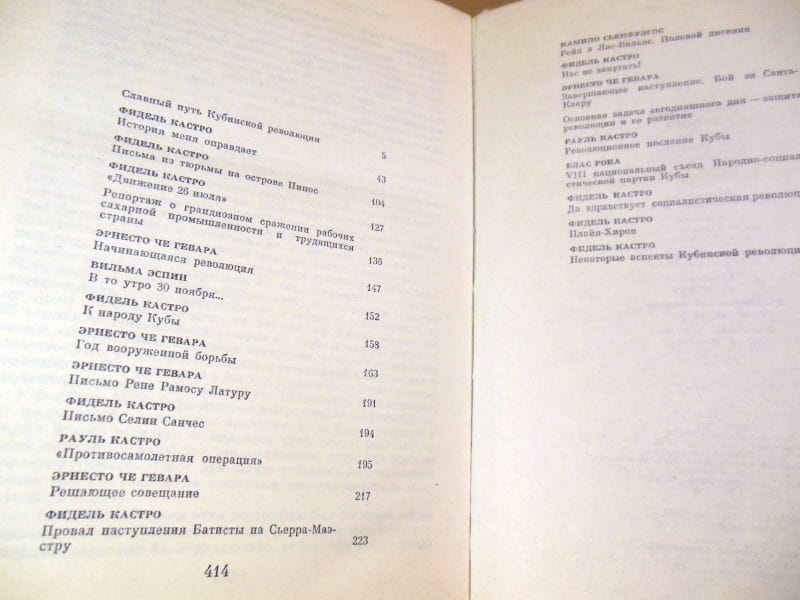 Славный путь Кубинской революции 5
ФИДЕЛЬ КАСТРО
История меня оправдает 43
ФИДЕЛЬ КАСТРО
Письма из тюрьмы на острове Пинос 104
ФИДЕЛЬ КАСТРО
«Движение 26 июля» 127
Репортаж о грандиозном сражении рабочих
сахарной промышленности и трудящихся
страны 136
ЭРНЕСТО ЧЕ ГЕВАРА
Начинающаяся революция 147
ВИЛЬМА ЭСПИН
В то утро 30 ноября... 152
ФИДЕЛЬ КАСТРО
К народу Кубы 158
ЭРНЕСТО ЧЕ ГЕВАРА
Год вооруженной борьбы 163
ЭРНЕСТО ЧЕ ГЕВАРА
Письмо Рене Рамосу Латуру 191
ФИДЕЛЬ КАСТРО
Письмо Селии Санчес 194
РАУЛЬ КАСТРО
«Противосамолетная операция» 195
ЭРНЕСТО ЧЕ ГЕВАРА
Решающее совещание 217
ФИДЕЛЬ КАСТРО
Провал наступления Батисты на Сьерра-Маэ-
стру 223
414
КАМИЛО СЬЕНФУЭГОС
Рейд в Лас-Вильяс. Полевой дневник
ФИДЕЛЬ КАСТРО
Нас не запугать!
ЭРНЕСТО ЧЕ ГЕВАРА
Завершающее наступление. Бой за Санта-
Клару
Основная задача сегодняшнего дня — защита
революции и ее развитие
РАУЛЬ КАСТРО
Революционное послание Кубы
БЛАС РОКА
VIII национальный съезд Народно-социал
стической партии Кубы
ФИДЕЛЬ КАСТРО
Да здравствует социалистическая революц
ФИДЕЛЬ КАСТРО
Плайя-Хирон
ФИДЕЛЬ КАСТРО
Некоторые аспекты Кубинской революци